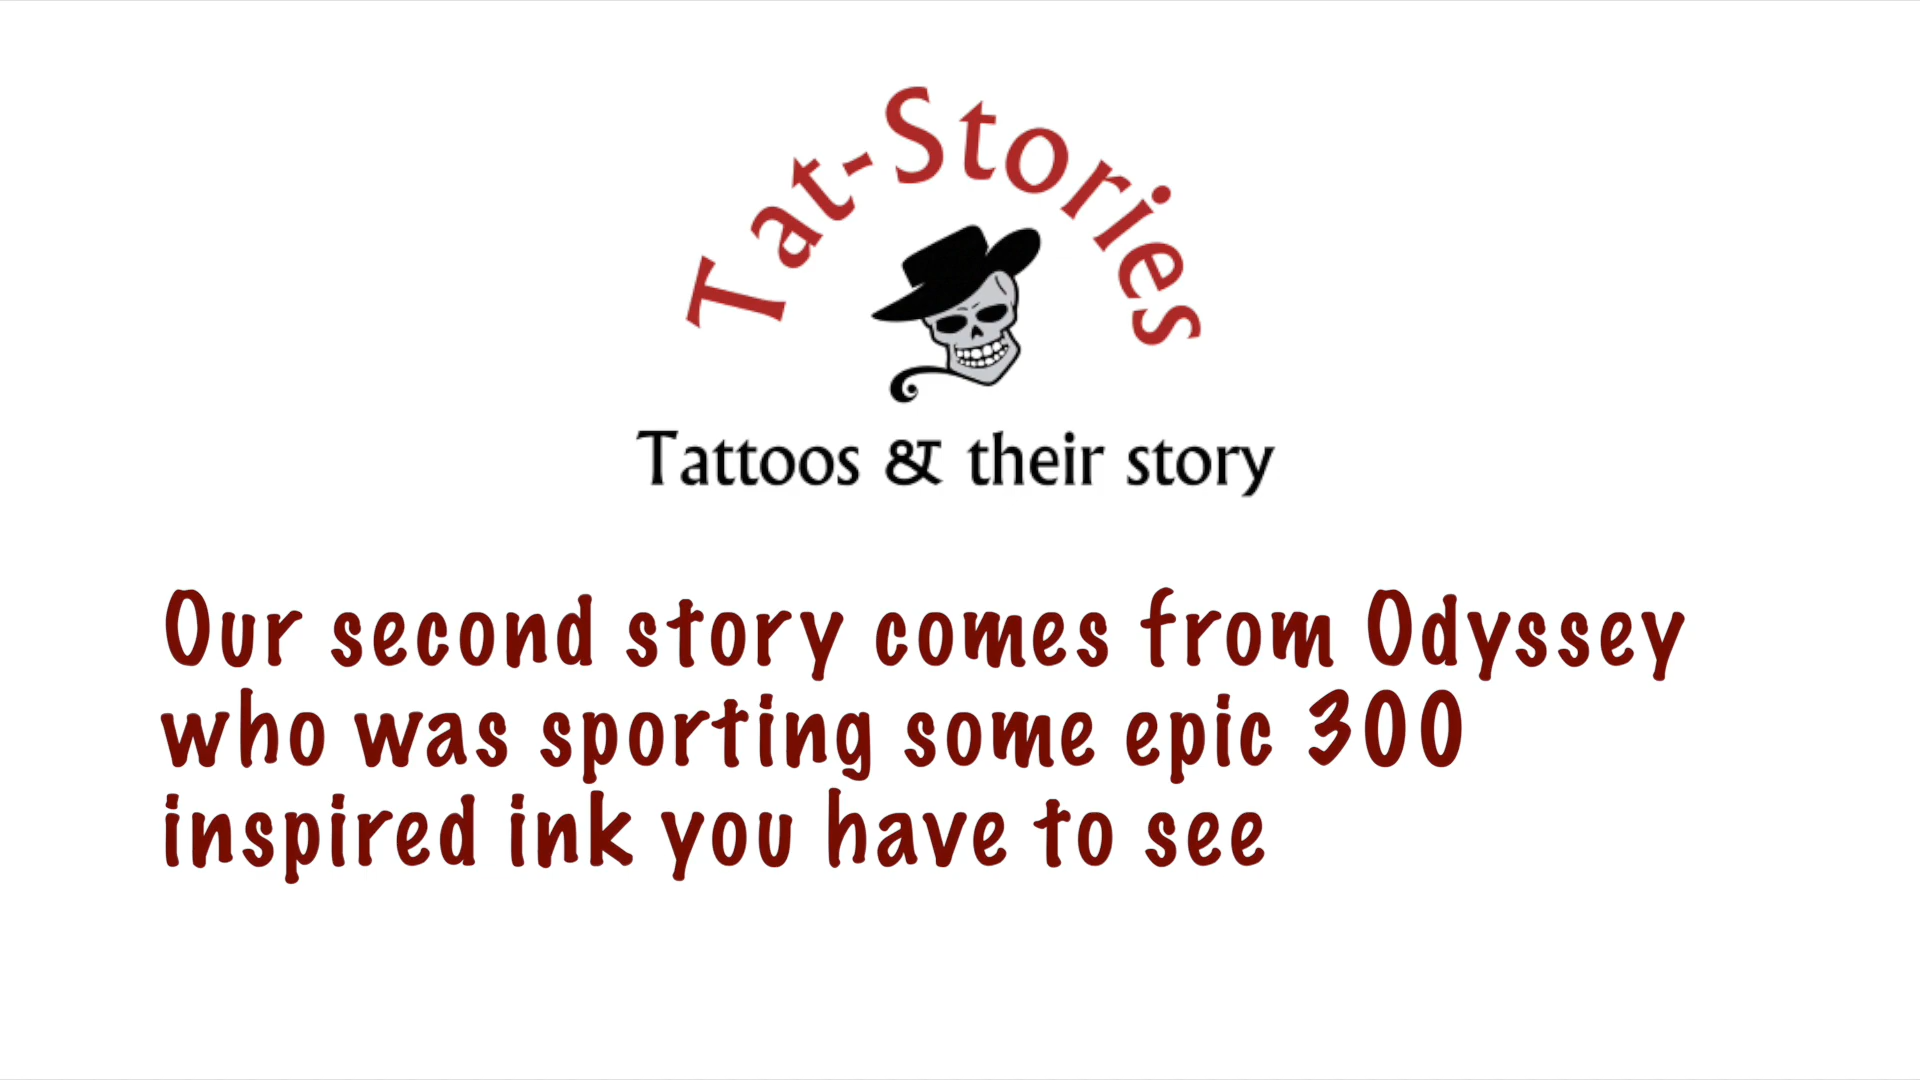 Tat-Stories
Tattoos & their story
Our second story comes from Odyssey
who was sporting some epic 300
inspired ink you have to see